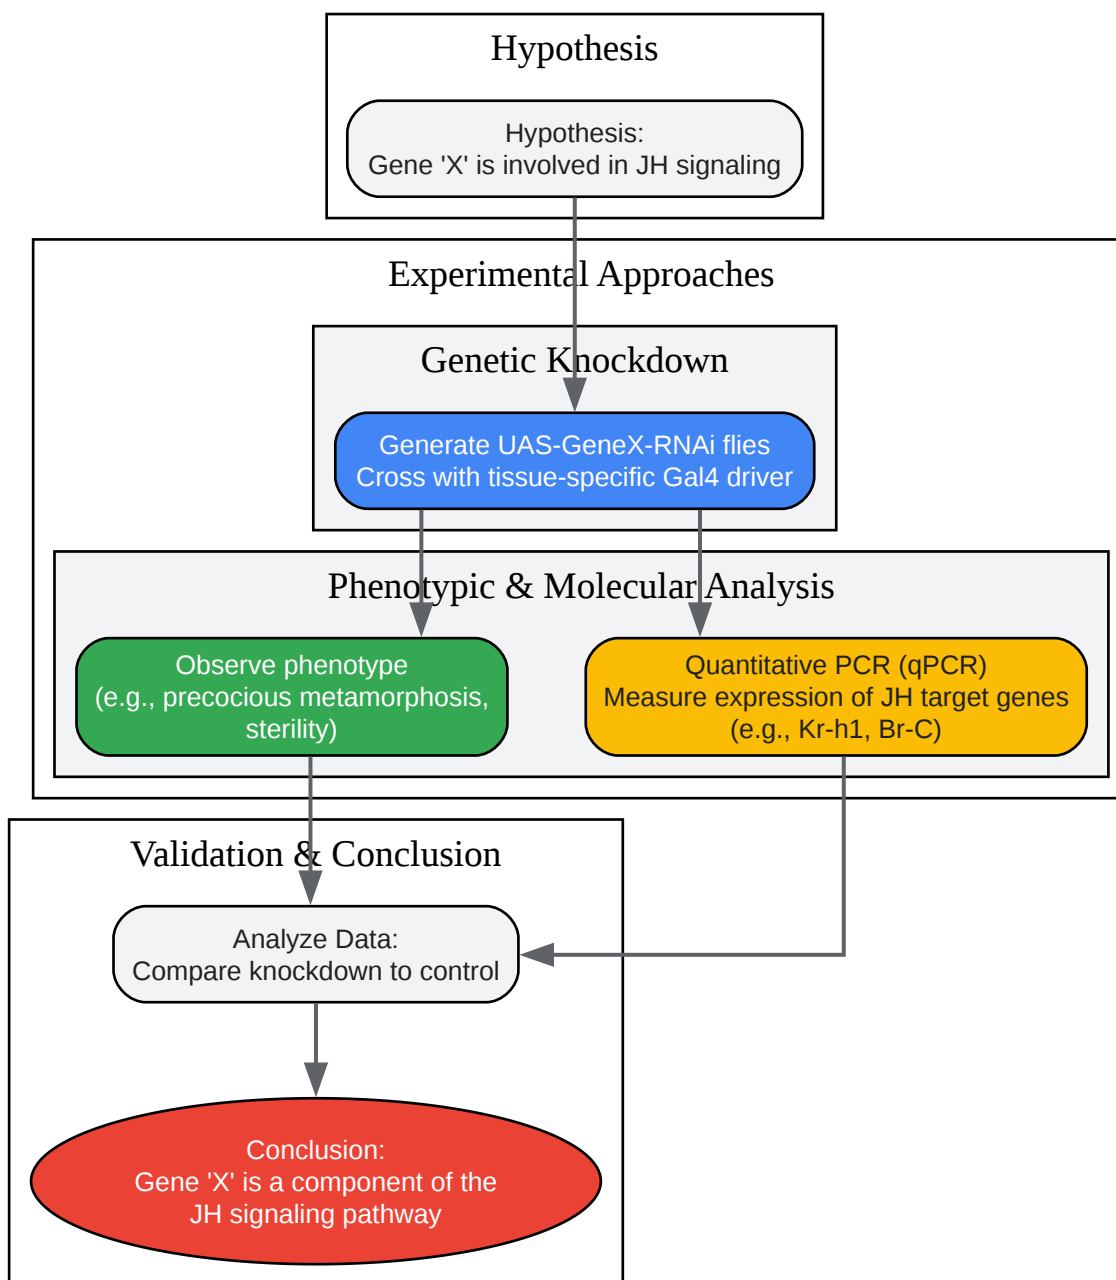 Hypothesis
Hypothesis:
Gene 'X' is involved in JH signaling
Experimental Approaches
Genetic Knockdown
Generate UAS-GeneX-RNAi flies
Cross with tissue-specific Gal4 driver
Phenotypic & Molecular Analysis
Observe phenotype
(e.g., precocious metamorphosis,
sterility)
Quantitative PCR (qPCR)
Measure expression of JH target genes
(e.g., Kr-h1, Br-C)
Validation & Conclusion
Analyze Data:
Compare knockdown to control
Conclusion:
Gene 'X' is a component of the
JH signaling pathway